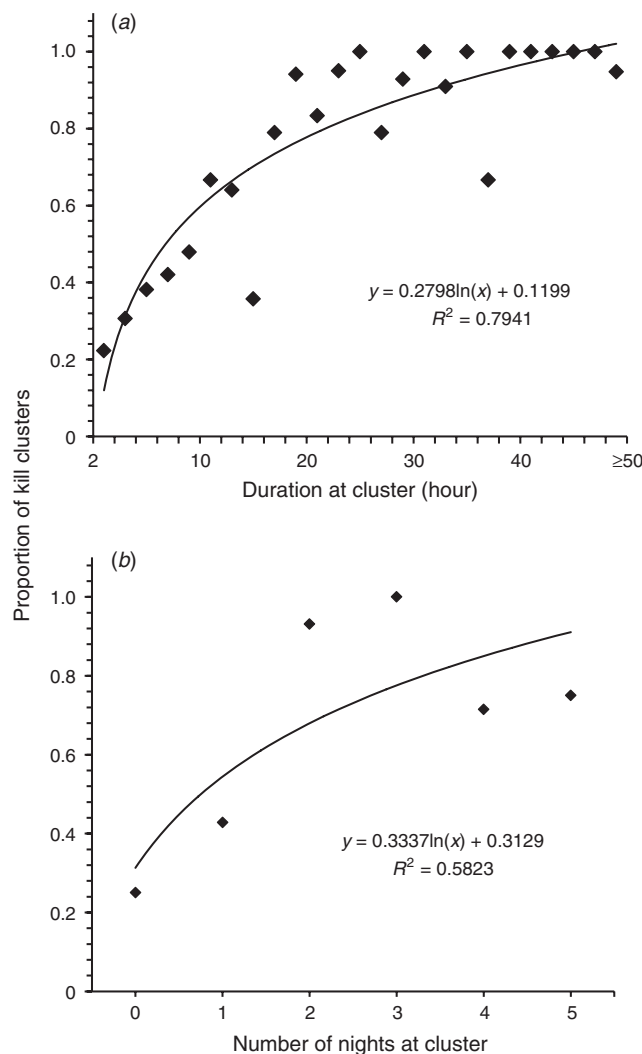 (a)
1.0
0.8
0.6
0.4
0.2
0
2 10 20 30 40 ≥50
y = 0.2798ln(x) + 0.1199
R² = 0.7941
Duration at cluster (hour)
Proportion of kill clusters
(b)
1.0
0.8
0.6
0.4
0.2
0
0 1 2 3 4 5
y = 0.3337ln(x) + 0.3129
R² = 0.5823
Number of nights at cluster